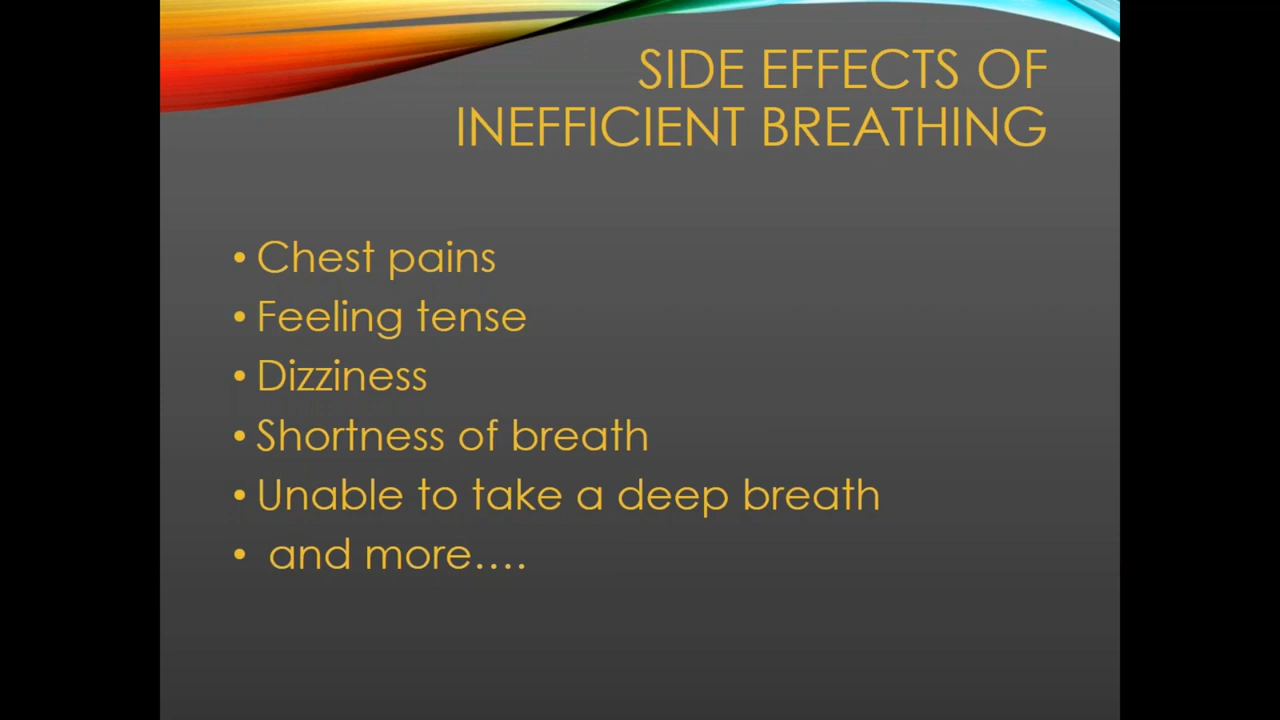 SIDE EFFECTS OF
INEFFICIENT BREATHING
• Chest pains
• Feeling tense
• Dizziness
• Shortness of breath
• Unable to take a deep breath
• and more....